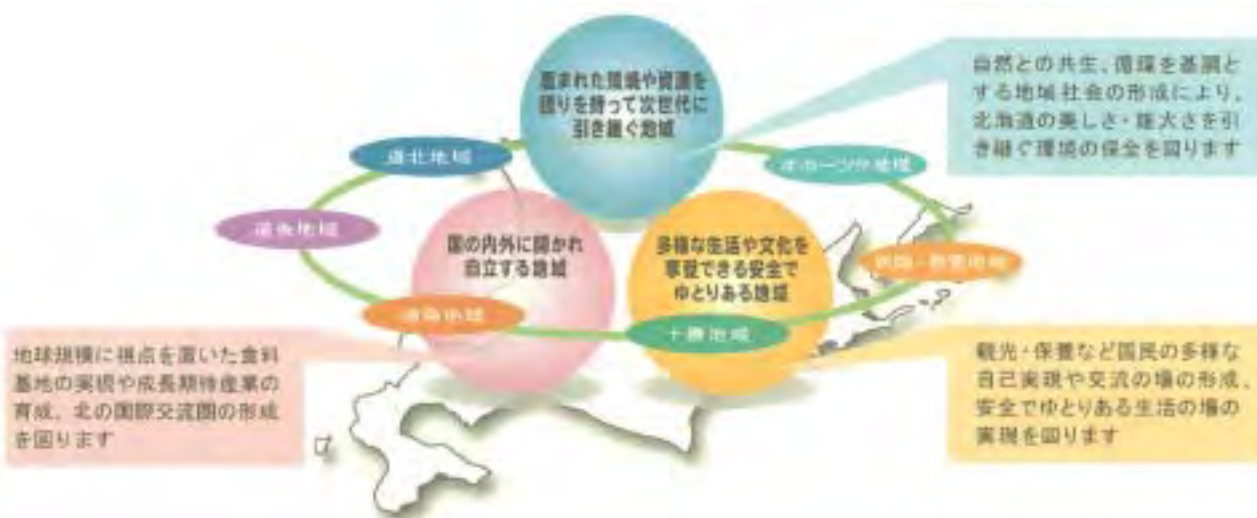 恵まれた環境や資源を
誇りを持って次世代に
引き継ぐ地域
自然との共生、循環を基調と
する地域社会の形成により、
北海道の美しさ・雄大さを引
き継ぐ環境の保全を図ります
道北地域
オホーツク地域
道央地域
国の内外に開かれ
自立する地域
多様な生活や文化を
享受できる安全で
ゆとりある地域
釧路・根室地域
道南地域
十勝地域
地球規模に視点を置いた食料
基地の実現や成長期待産業の
育成、北の国際交流圏の形成
を図ります
観光・保養など国民の多様な
自己実現や交流の場の形成、
安全でゆとりある生活の場の
実現を図ります